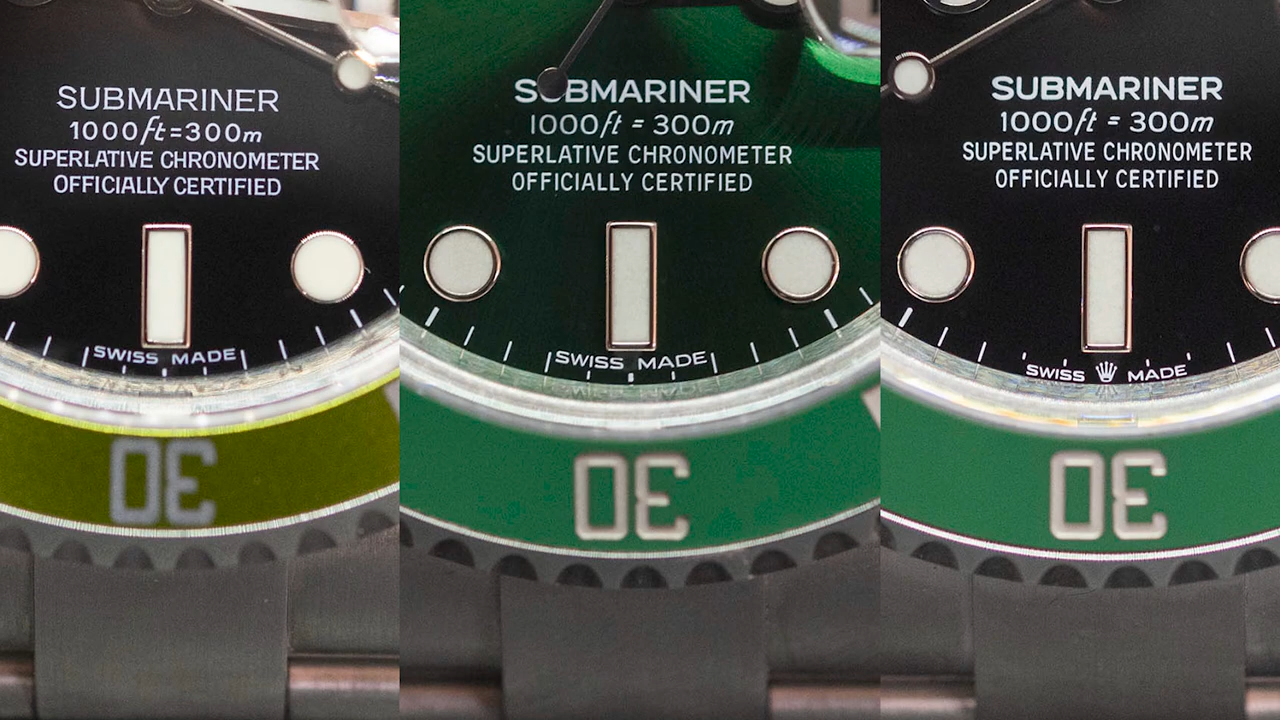 SUBMARINER
1000ft=300m
SUPERLATIVE CHRONOMETER
OFFICIALLY CERTIFIED
SWISS MADE
30
SUBMARINER
1000ft = 300m
SUPERLATIVE CHRONOMETER
OFFICIALLY CERTIFIED
SWISS MADE
30
SUBMARINER
1000ft = 300m
SUPERLATIVE CHRONOMETER
OFFICIALLY CERTIFIED
SWISS MADE
30